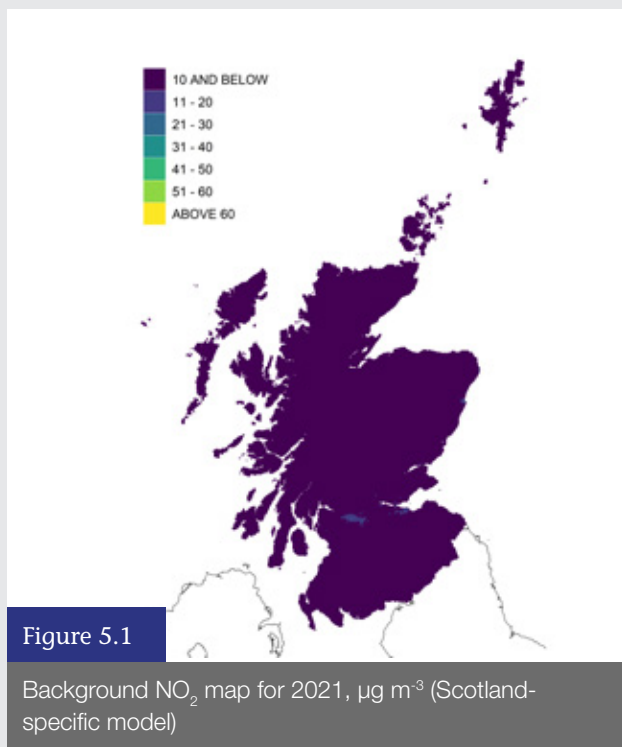 10 AND BELOW
11 - 20
21 - 30
31 - 40
41 - 50
51 - 60
ABOVE 60
Figure 5.1
Background NO₂ map for 2021, µg m⁻³ (Scotland-
specific model)